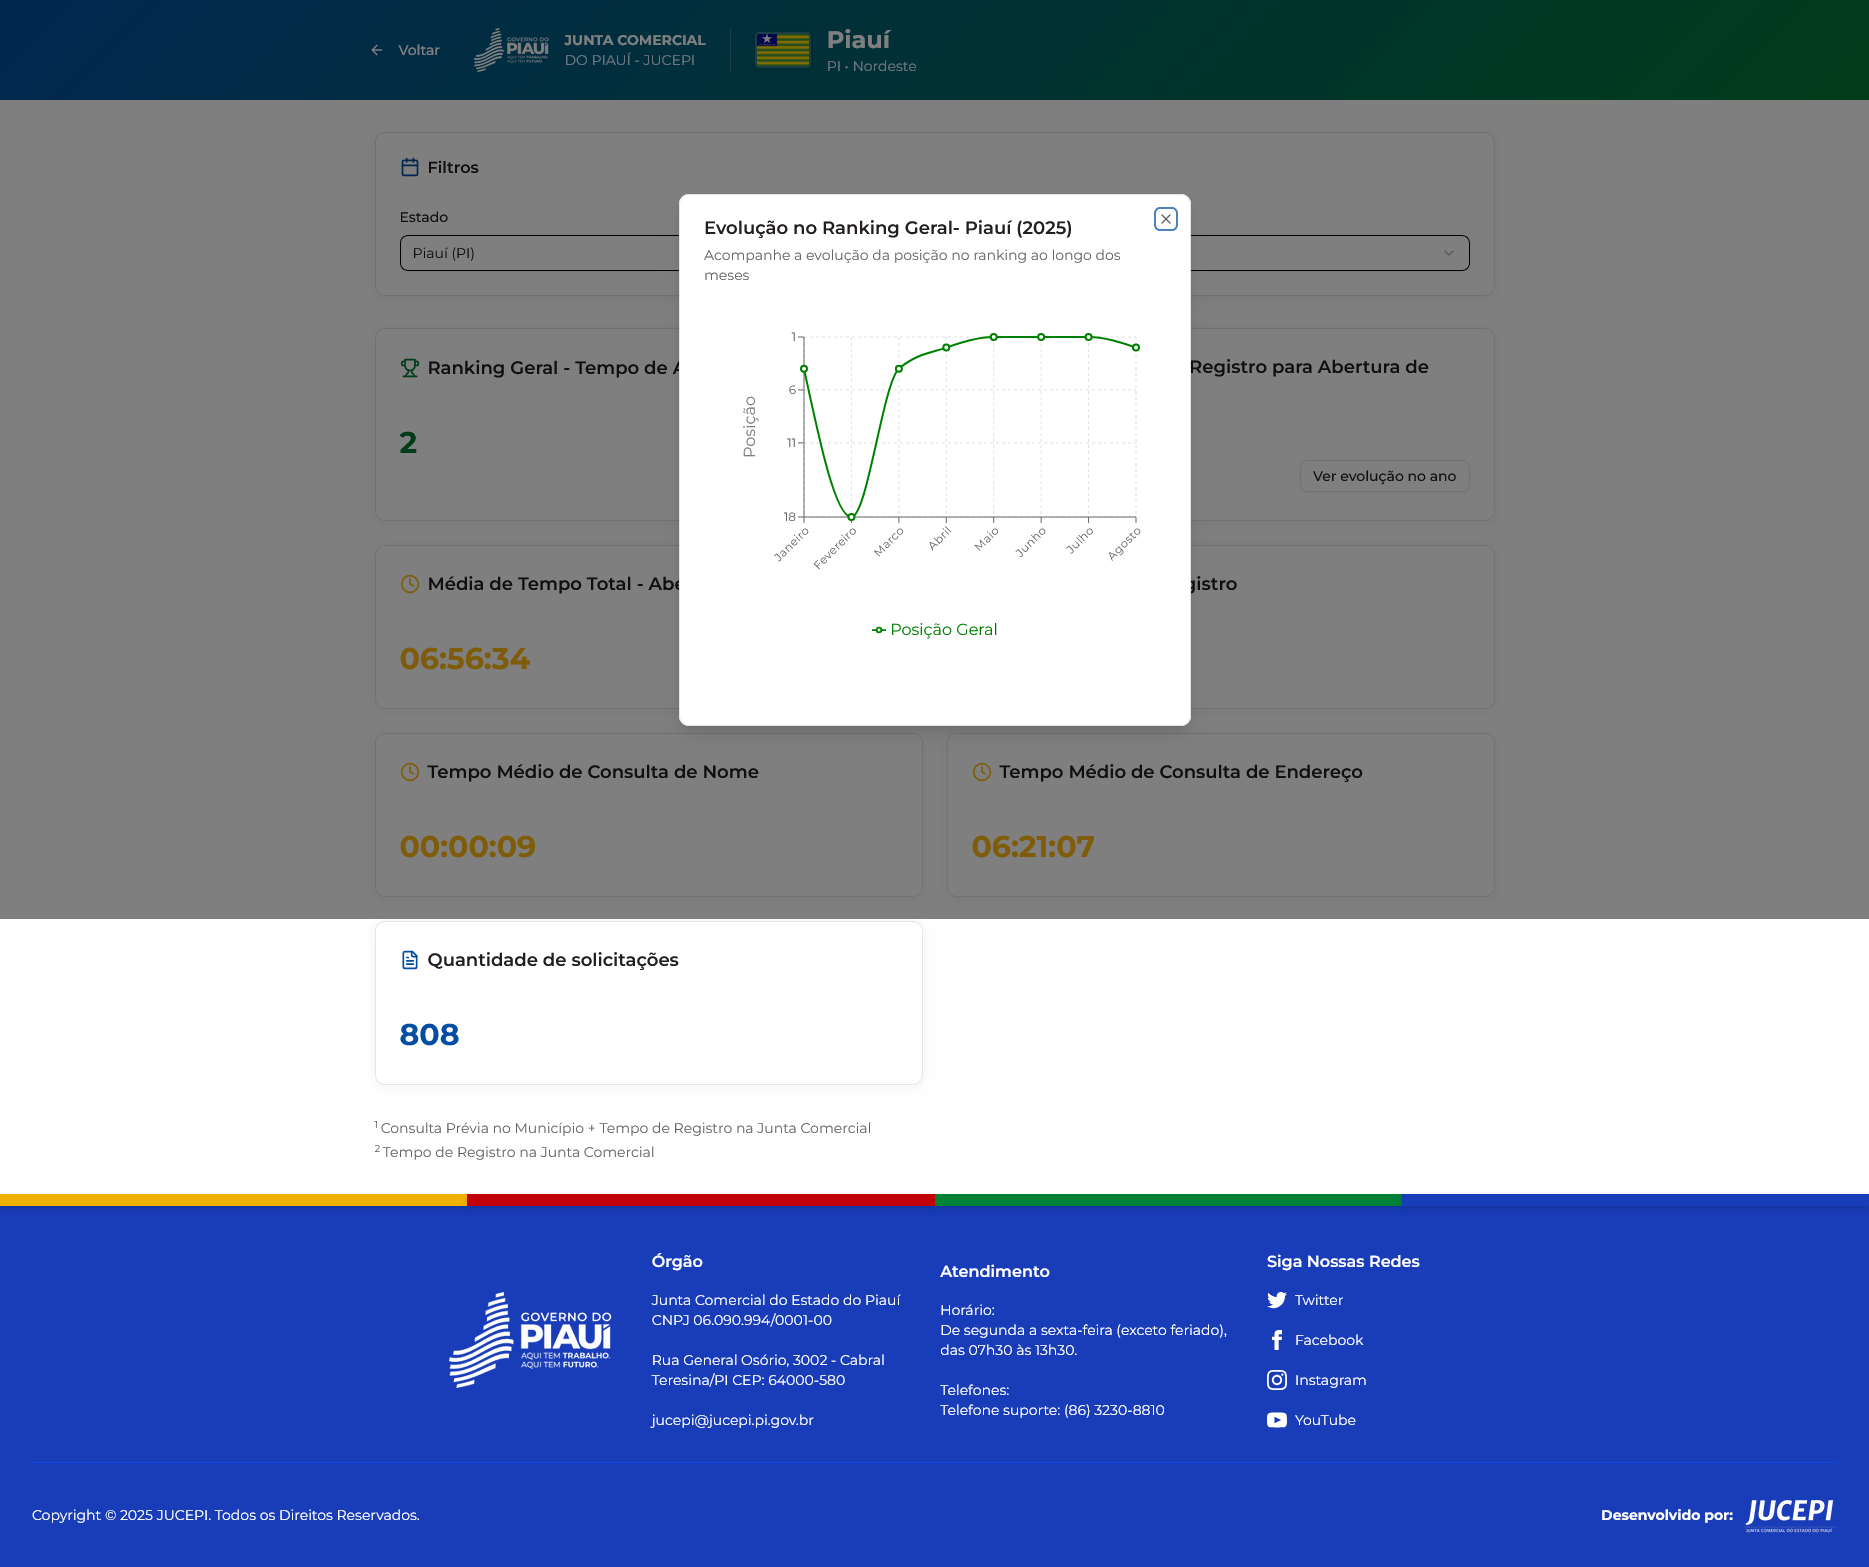 Voltar
GOVERNO DO
PIAUÍ
AQUI TEM TRABALHO.
AQUI TEM FUTURO.
JUNTA COMERCIAL
DO PIAUÍ - JUCEPI
Piauí
PI • Nordeste
Filtros
Estado
Piauí (PI)
Evolução no Ranking Geral- Piauí (2025)
Acompanhe a evolução da posição no ranking ao longo dos
meses
Posição
1
6
11
18
Janeiro
Fevereiro
Março
Abril
Maio
Junho
Julho
Agosto
Posição Geral
Ranking Geral - Tempo de
2
Registro para Abertura de
Ver evolução no ano
Média de Tempo Total - Abe
06:56:34
gistro
Tempo Médio de Consulta de Nome
00:00:09
Tempo Médio de Consulta de Endereço
06:21:07
Quantidade de solicitações
808
1 Consulta Prévia no Município + Tempo de Registro na Junta Comercial
2 Tempo de Registro na Junta Comercial
GOVERNO DO
PIAUÍ
AQUI TEM TRABALHO.
AQUI TEM FUTURO.
Órgão
Junta Comercial do Estado do Piauí
CNPJ 06.090.994/0001-00
Rua General Osório, 3002 - Cabral
Teresina/PI CEP: 64000-580
jucepi@jucepi.pi.gov.br
Atendimento
Horário:
De segunda a sexta-feira (exceto feriado),
das 07h30 às 13h30.
Telefones:
Telefone suporte: (86) 3230-8810
Siga Nossas Redes
Twitter
Facebook
Instagram
YouTube
Copyright © 2025 JUCEPI. Todos os Direitos Reservados.
Desenvolvido por:
JUCEPI
JUNTA COMERCIAL DO ESTADO DO PIAUÍ